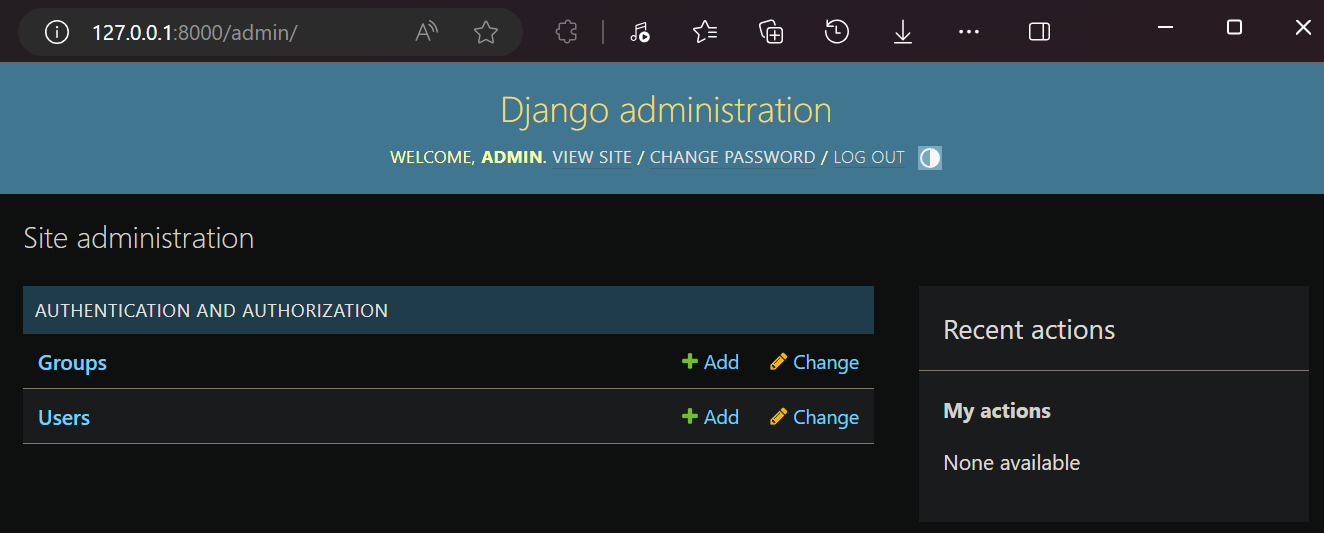 127.0.0.1:8000/admin/
Django administration
WELCOME, ADMIN. VIEW SITE / CHANGE PASSWORD / LOG OUT
Site administration
AUTHENTICATION AND AUTHORIZATION
Groups Add Change
Users Add Change
Recent actions
My actions
None available